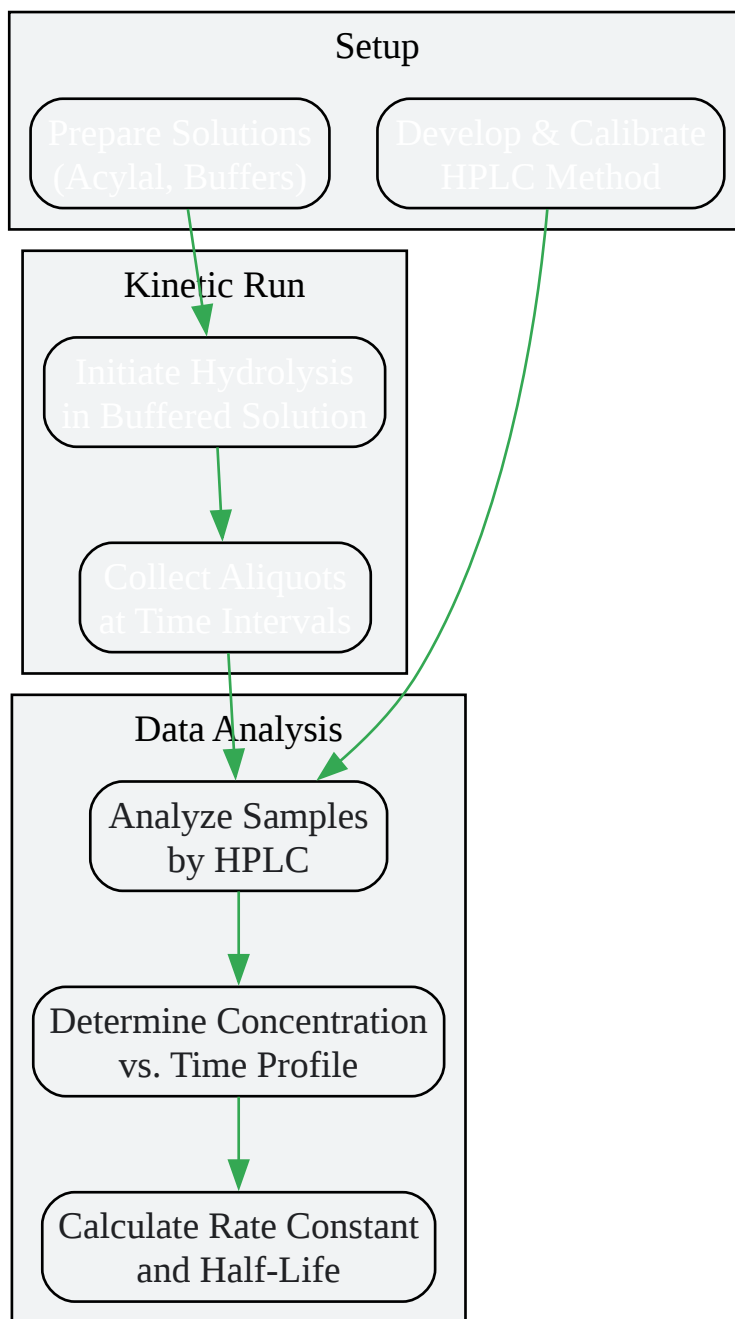 Setup
Prepare Solutions
(Acylal, Buffers)
Develop & Calibrate
HPLC Method
Kinetic Run
Initiate Hydrolysis
in Buffered Solution
Collect Aliquots
at Time Intervals
Data Analysis
Analyze Samples
by HPLC
Determine Concentration
vs. Time Profile
Calculate Rate Constant
and Half-Life